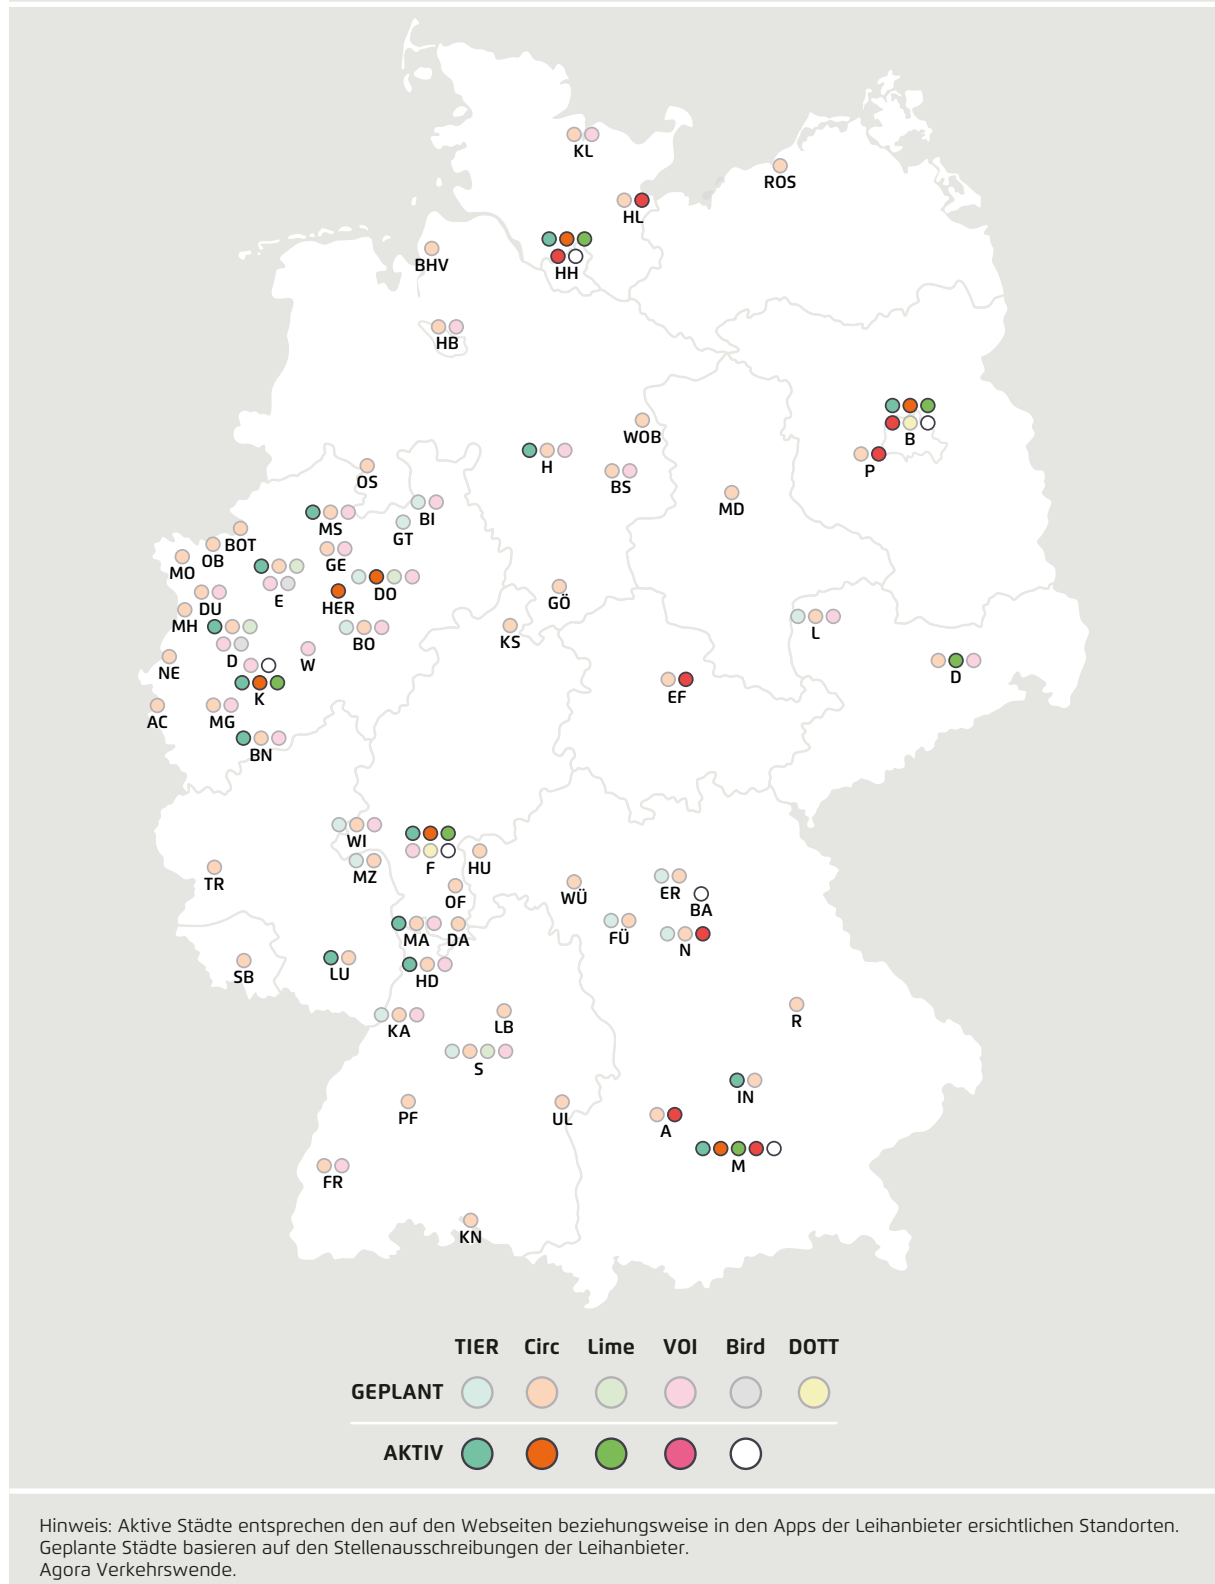 KL
ROS
HL
HH
BHV
HB
B
P
WOB
H
BS
MD
OS
MS
BI
GT
BOT
OB
MO
GE
E
DO
HER
DU
MH
BO
D
W
NE
K
AC
MG
BN
GÖ
KS
L
D
EF
WI
MZ
F
HU
OF
TR
MA
DA
WÜ
ER
BA
FÜ
N
SB
LU
HD
KA
LB
S
R
PF
UL
IN
A
M
FR
KN
TIER Circ Lime VOI Bird DOTT
GEPLANT
AKTIV
Hinweis: Aktive Städte entsprechen den auf den Webseiten beziehungsweise in den Apps der Leihanbieter ersichtlichen Standorten.
Geplante Städte basieren auf den Stellenausschreibungen der Leihanbieter.
Agora Verkehrswende.